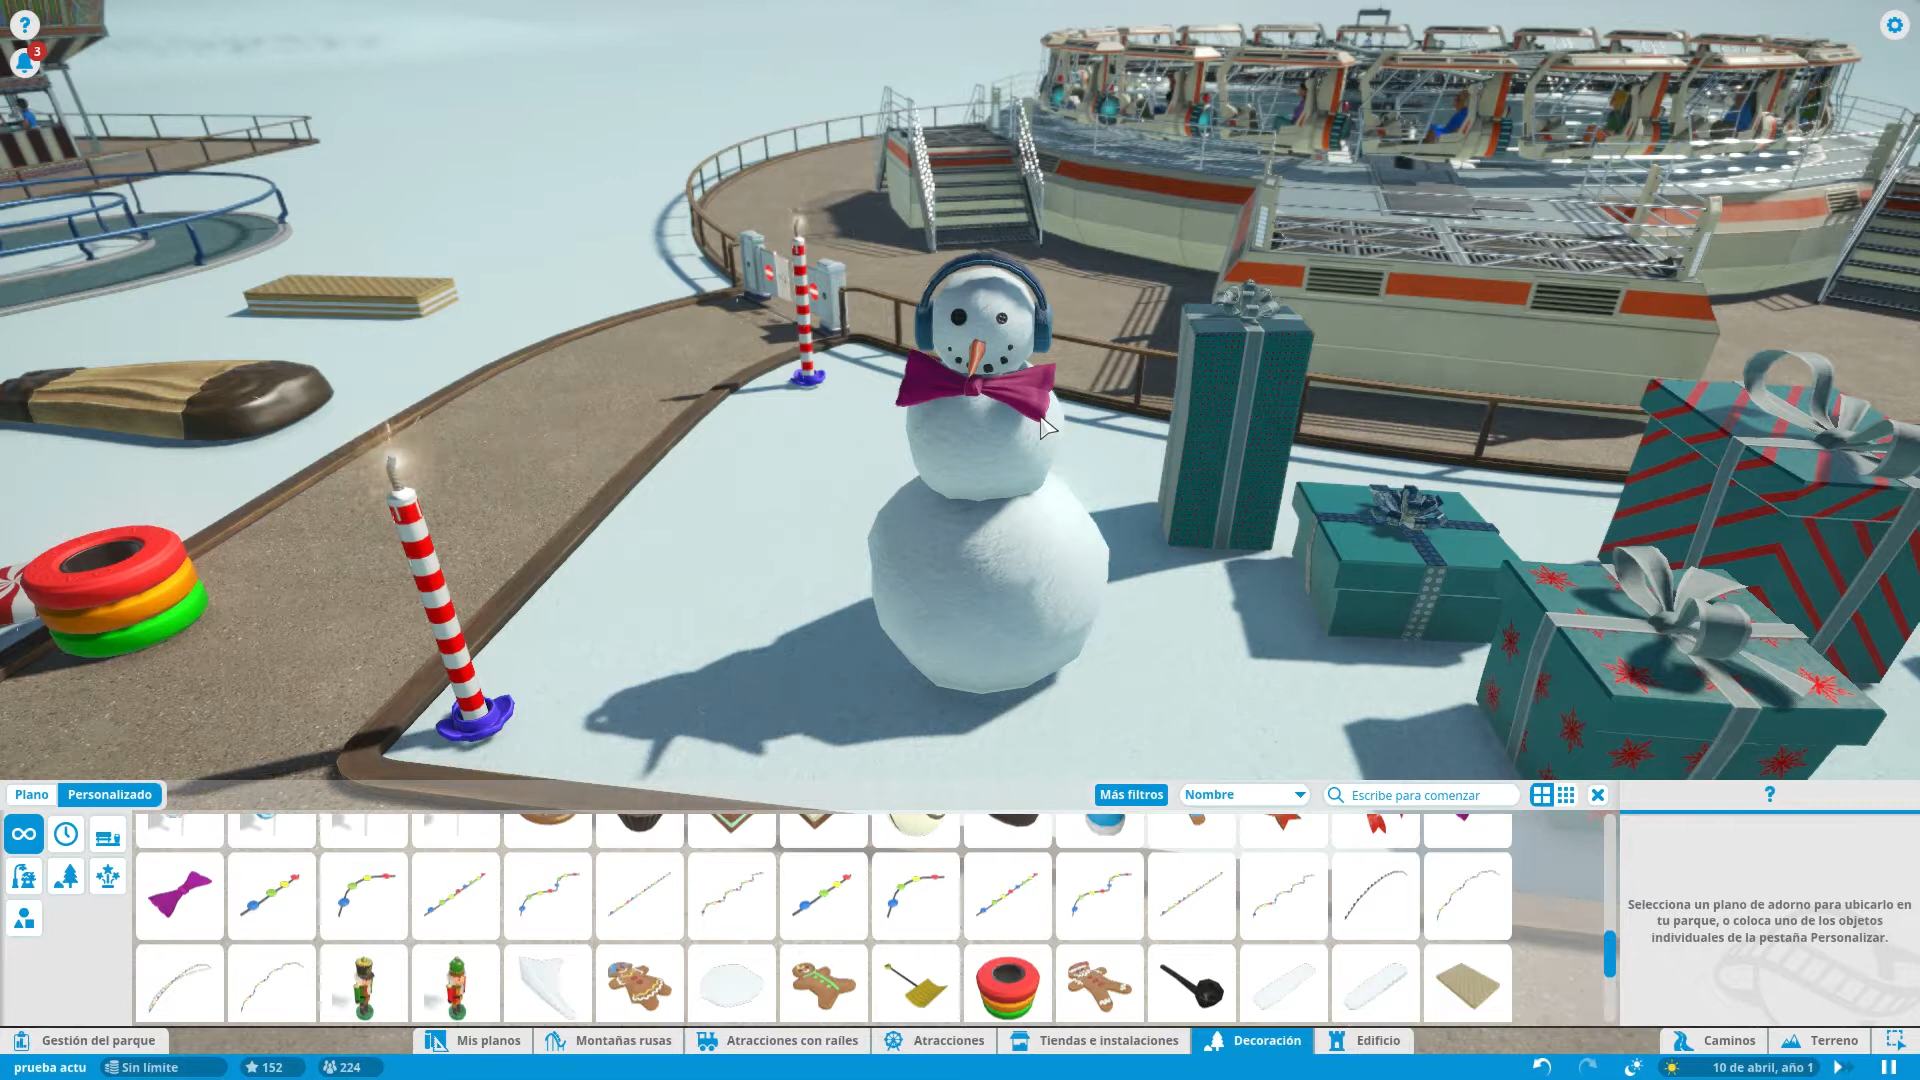 ?
3
Plano
Personalizado
Más filtros
Nombre
Escribe para comenzar
?
Selecciona un plano de adorno para ubicarlo en
tu parque, o coloca uno de los objetos
individuales de la pestaña Personalizar.
Gestión del parque
Mis planos
Montañas rusas
Atracciones con raíles
Atracciones
Tiendas e instalaciones
Decoración
Edificio
Caminos
Terreno
prueba actu
Sin límite
152
224
10 de abril, año 1